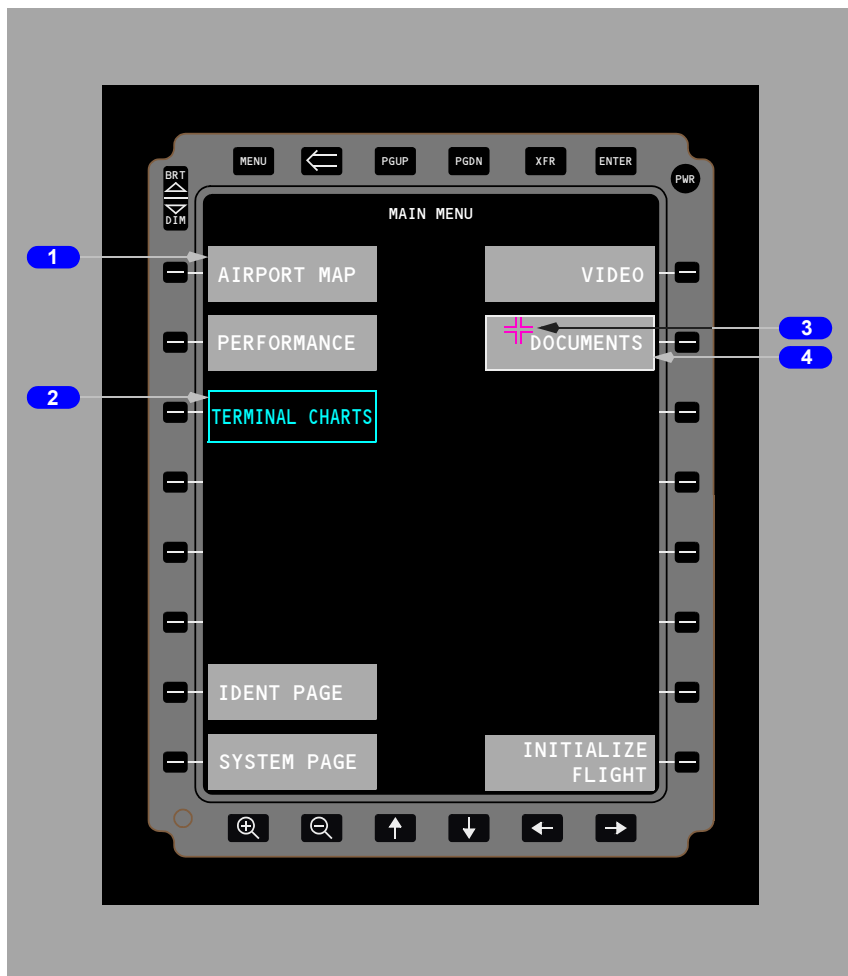 MENU PGUP PGDN XFR ENTER
BRT
PWR
DIM
MAIN MENU
1
AIRPORT MAP VIDEO
3
PERFORMANCE DOCUMENTS
4
2
TERMINAL CHARTS
IDENT PAGE
SYSTEM PAGE
INITIALIZE
FLIGHT